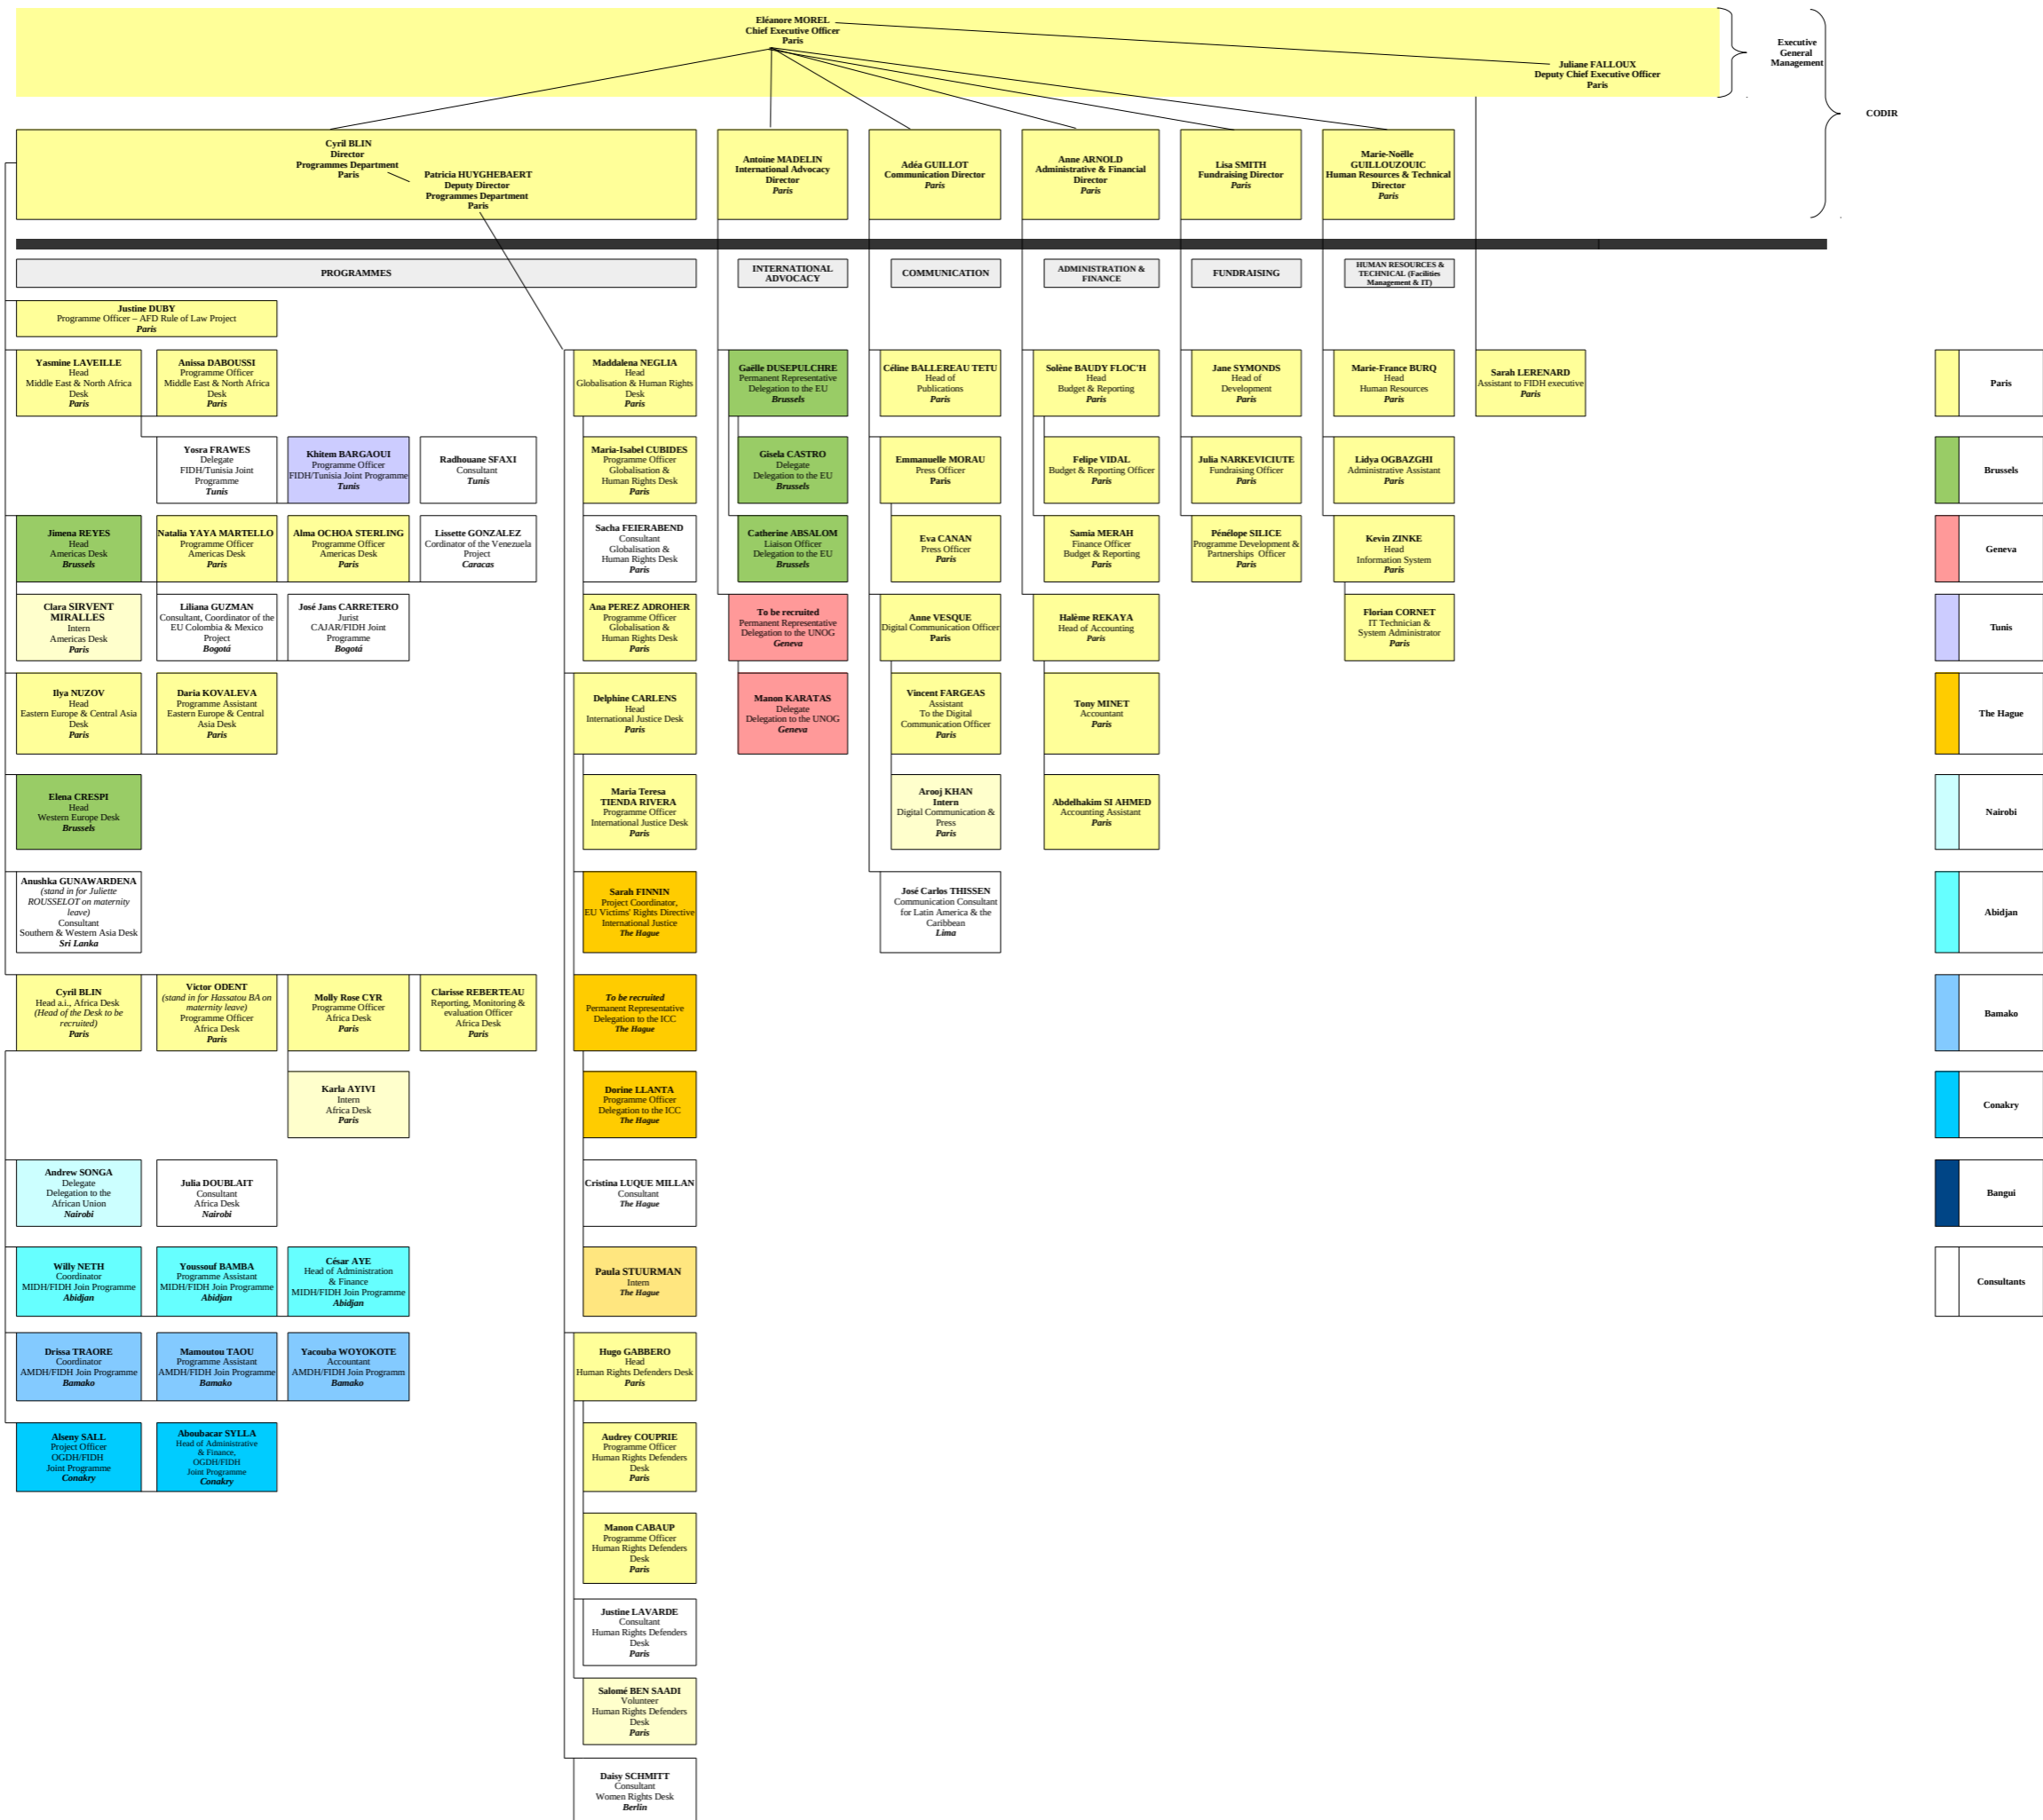 Eléanore MOREL
Chief Executive Officer
Paris
Juliane FALLOUX
Deputy Chief Executive Officer
Paris
Executive
General
Management
CODIR
Cyril BLIN
Director
Programmes Department
Paris
Patricia HUYGHEBAERT
Deputy Director
Programmes Department
Paris
Antoine MADELIN
International Advocacy
Director
Paris
Adéa GUILLOT
Communication Director
Paris
Anne ARNOLD
Administrative & Financial
Director
Paris
Lisa SMITH
Fundraising Director
Paris
Marie-Noëlle
GUILLOUZOUIC
Human Resources & Technical
Director
Paris
PROGRAMMES
INTERNATIONAL
ADVOCACY
COMMUNICATION
ADMINISTRATION &
FINANCE
FUNDRAISING
HUMAN RESOURCES &
TECHNICAL (Facilities
Management & IT)
Justine DUBY
Programme Officer – AFD Rule of Law Project
Paris
Yasmine LAVEILLE
Head
Middle East & North Africa
Desk
Paris
Anissa DABOUSSI
Programme Officer
Middle East & North Africa
Desk
Paris
Maddalena NEGLIA
Head
Globalisation & Human Rights
Desk
Paris
Gaëlle DUSEPULCHRE
Permanent Representative
Delegation to the EU
Brussels
Céline BALLEREAU TETU
Head of
Publications
Paris
Solène BAUDY FLOC'H
Head
Budget & Reporting
Paris
Jane SYMONDS
Head of
Development
Paris
Marie-France BURQ
Head
Human Resources
Paris
Sarah LERENARD
Assistant to FIDH executive
Paris
Paris
Yosra FRAWES
Delegate
FIDH/Tunisia Joint
Programme
Tunis
Khitem BARGAOUI
Programme Officer
FIDH/Tunisia Joint Programme
Tunis
Radhouane SFAXI
Consultant
Tunis
Maria-Isabel CUBIDES
Programme Officer
Globalisation &
Human Rights Desk
Paris
Gisela CASTRO
Delegate
Delegation to the EU
Brussels
Emmanuelle MORAU
Press Officer
Paris
Felipe VIDAL
Budget & Reporting Officer
Paris
Julia NARKEVICIUTE
Fundraising Officer
Paris
Lidya OGBAZGHI
Administrative Assistant
Paris
Brussels
Jimena REYES
Head
Americas Desk
Brussels
Natalia YAYA MARTELLO
Programme Officer
Americas Desk
Paris
Alma OCHOA STERLING
Programme Officer
Americas Desk
Paris
Lissette GONZALEZ
Cordinator of the Venezuela
Project
Caracas
Sacha FEIERABEND
Consultant
Globalisation &
Human Rights Desk
Paris
Catherine ABSALOM
Liaison Officer
Delegation to the EU
Brussels
Eva CANAN
Press Officer
Paris
Samia MERAH
Finance Officer
Budget & Reporting
Paris
Pénélope SILICE
Programme Development &
Partnerships Officer
Paris
Kevin ZINKE
Head
Information System
Paris
Geneva
Clara SIRVENT
MIRALLES
Intern
Americas Desk
Paris
Liliana GUZMAN
Consultant, Coordinator of the
EU Colombia & Mexico
Project
Bogotá
José Jans CARRETERO
Jurist
CAJAR/FIDH Joint
Programme
Bogotá
Ana PEREZ ADROHER
Programme Officer
Globalisation &
Human Rights Desk
Paris
To be recruited
Permanent Representative
Delegation to the UNOG
Geneva
Anne VESQUE
Digital Communication Officer
Paris
Halème REKAYA
Head of Accounting
Paris
Florian CORNET
IT Technician &
System Administrator
Paris
Tunis
Ilya NUZOV
Head
Eastern Europe & Central Asia
Desk
Paris
Daria KOVALEVA
Programme Assistant
Eastern Europe & Central
Asia Desk
Paris
Delphine CARLENS
Head
International Justice Desk
Paris
Manon KARATAS
Delegate
Delegation to the UNOG
Geneva
Vincent FARGEAS
Assistant
To the Digital
Communication Officer
Paris
Tony MINET
Accountant
Paris
The Hague
Elena CRESPI
Head
Western Europe Desk
Brussels
Maria Teresa
TIENDA RIVERA
Programme Officer
International Justice Desk
Paris
Arooj KHAN
Intern
Digital Communication &
Press
Paris
Abdelhakim SI AHMED
Accounting Assistant
Paris
Nairobi
Anushka GUNAWARDENA
(stand in for Juliette
ROUSSELOT on maternity
leave)
Consultant
Southern & Western Asia Desk
Sri Lanka
Sarah FINNIN
Project Coordinator,
EU Victims' Rights Directive
International Justice
The Hague
José Carlos THISSEN
Communication Consultant
for Latin America & the
Caribbean
Lima
Abidjan
Cyril BLIN
Head a.i., Africa Desk
(Head of the Desk to be
recruited)
Paris
Victor ODENT
(stand in for Hassatou BA on
maternity leave)
Programme Officer
Africa Desk
Paris
Molly Rose CYR
Programme Officer
Africa Desk
Paris
Clarisse REBERTEAU
Reporting, Monitoring &
evaluation Officer
Africa Desk
Paris
To be recruited
Permanent Representative
Delegation to the ICC
The Hague
Bamako
Karla AYIVI
Intern
Africa Desk
Paris
Dorine LLANTA
Programme Officer
Delegation to the ICC
The Hague
Conakry
Andrew SONGA
Delegate
Delegation to the
African Union
Nairobi
Julia DOUBLAIT
Consultant
Africa Desk
Nairobi
Cristina LUQUE MILLAN
Consultant
The Hague
Bangui
Willy NETH
Coordinator
MIDH/FIDH Join Programme
Abidjan
Youssouf BAMBA
Programme Assistant
MIDH/FIDH Join Programme
Abidjan
César AYE
Head of Administration
& Finance
MIDH/FIDH Join Programme
Abidjan
Paula STUURMAN
Intern
The Hague
Consultants
Drissa TRAORE
Coordinator
AMDH/FIDH Join Programme
Bamako
Mamoutou TAOU
Programme Assistant
AMDH/FIDH Join Programme
Bamako
Yacouba WOYOKOTE
Accountant
AMDH/FIDH Join Programm
Bamako
Hugo GABBERO
Head
Human Rights Defenders Desk
Paris
Alseny SALL
Project Officer
OGDH/FIDH
Joint Programme
Conakry
Aboubacar SYLLA
Head of Administrative
& Finance,
OGDH/FIDH
Joint Programme
Conakry
Audrey COUPRIE
Programme Officer
Human Rights Defenders
Desk
Paris
Manon CABAUP
Programme Officer
Human Rights Defenders
Desk
Paris
Justine LAVARDE
Consultant
Human Rights Defenders
Desk
Paris
Salomé BEN SAADI
Volunteer
Human Rights Defenders
Desk
Paris
Daisy SCHMITT
Consultant
Women Rights Desk
Berlin